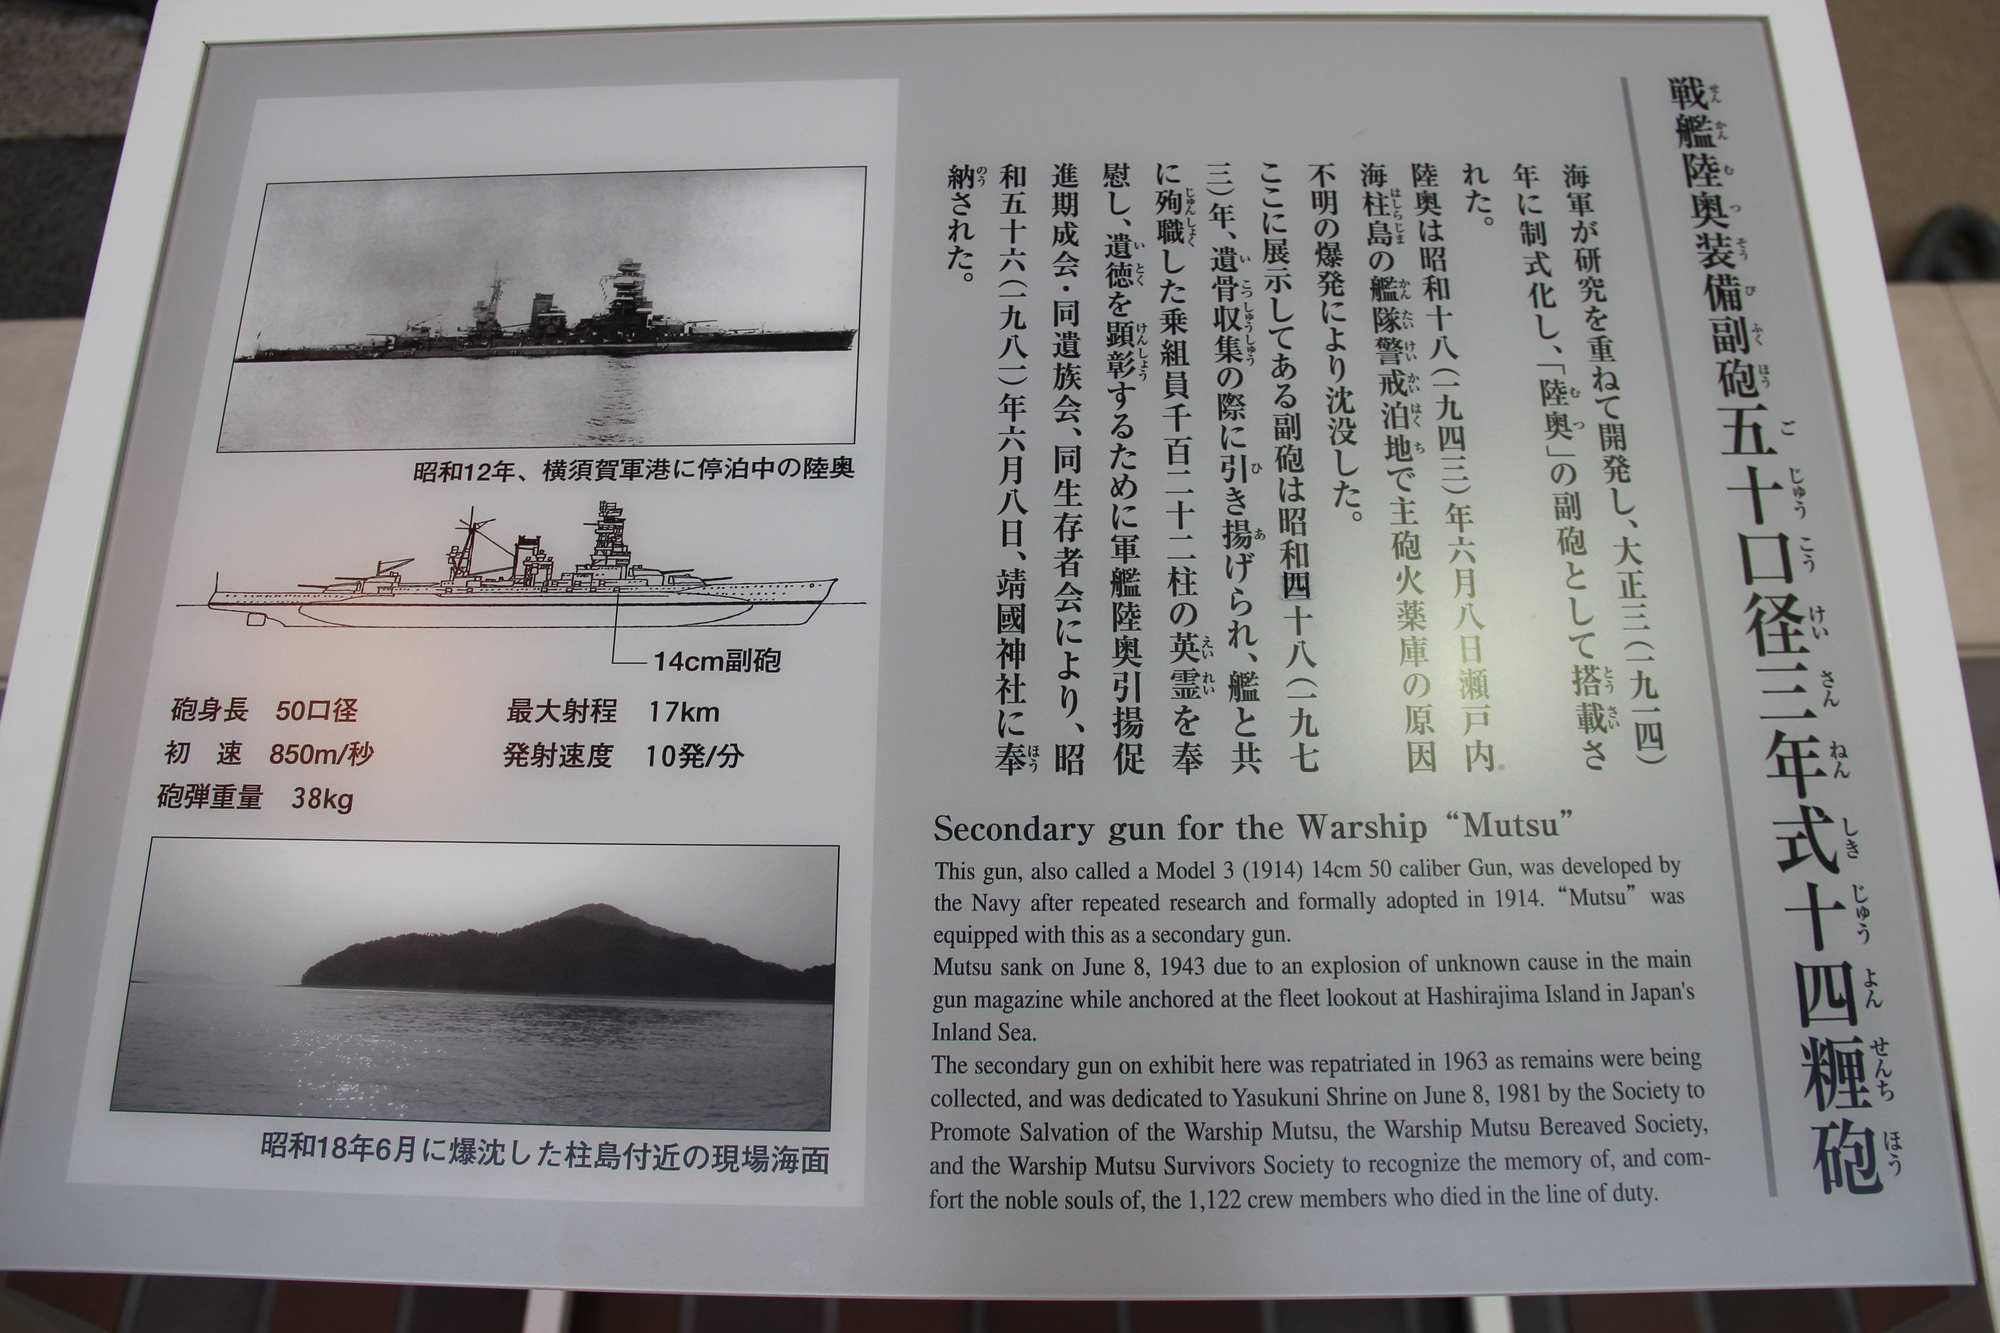 戦艦陸奥装備副砲五十口径三年式十四糎砲
海軍が研究を重ねて開発し、大正三（一九一四）
年に制式化し、「陸奥」の副砲として搭載さ
れた。
陸奥は昭和十八（一九四三）年六月八日瀬戸内
海柱島の艦隊警戒泊地で主砲火薬庫の原因
不明の爆発により沈没した。
ここに展示してある副砲は昭和四十八（一九七
三）年、遺骨収集の際に引き揚げられ、艦と共
に殉職した乗組員千百二十二柱の英霊を奉
慰し、遺徳を顕彰するために軍艦陸奥引揚促
進期成会・同遺族会、同生存者会により、昭
和五十六（一九八一）年六月八日、靖國神社に奉
納された。
Secondary gun for the Warship “Mutsu”
This gun, also called a Model 3 (1914) 14cm 50 caliber Gun, was developed by
the Navy after repeated research and formally adopted in 1914. “Mutsu” was
equipped with this as a secondary gun.
Mutsu sank on June 8, 1943 due to an explosion of unknown cause in the main
gun magazine while anchored at the fleet lookout at Hashirajima Island in Japan's
Inland Sea.
The secondary gun on exhibit here was repatriated in 1963 as remains were being
collected, and was dedicated to Yasukuni Shrine on June 8, 1981 by the Society to
Promote Salvation of the Warship Mutsu, the Warship Mutsu Bereaved Society,
and the Warship Mutsu Survivors Society to recognize the memory of, and com-
fort the noble souls of, the 1,122 crew members who died in the line of duty.
昭和12年、横須賀軍港に停泊中の陸奥
14cm副砲
砲身長　50口径　最大射程　17km
初　速　850m/秒　発射速度　10発/分
砲弾重量　38kg
昭和18年6月に爆沈した柱島付近の現場海面